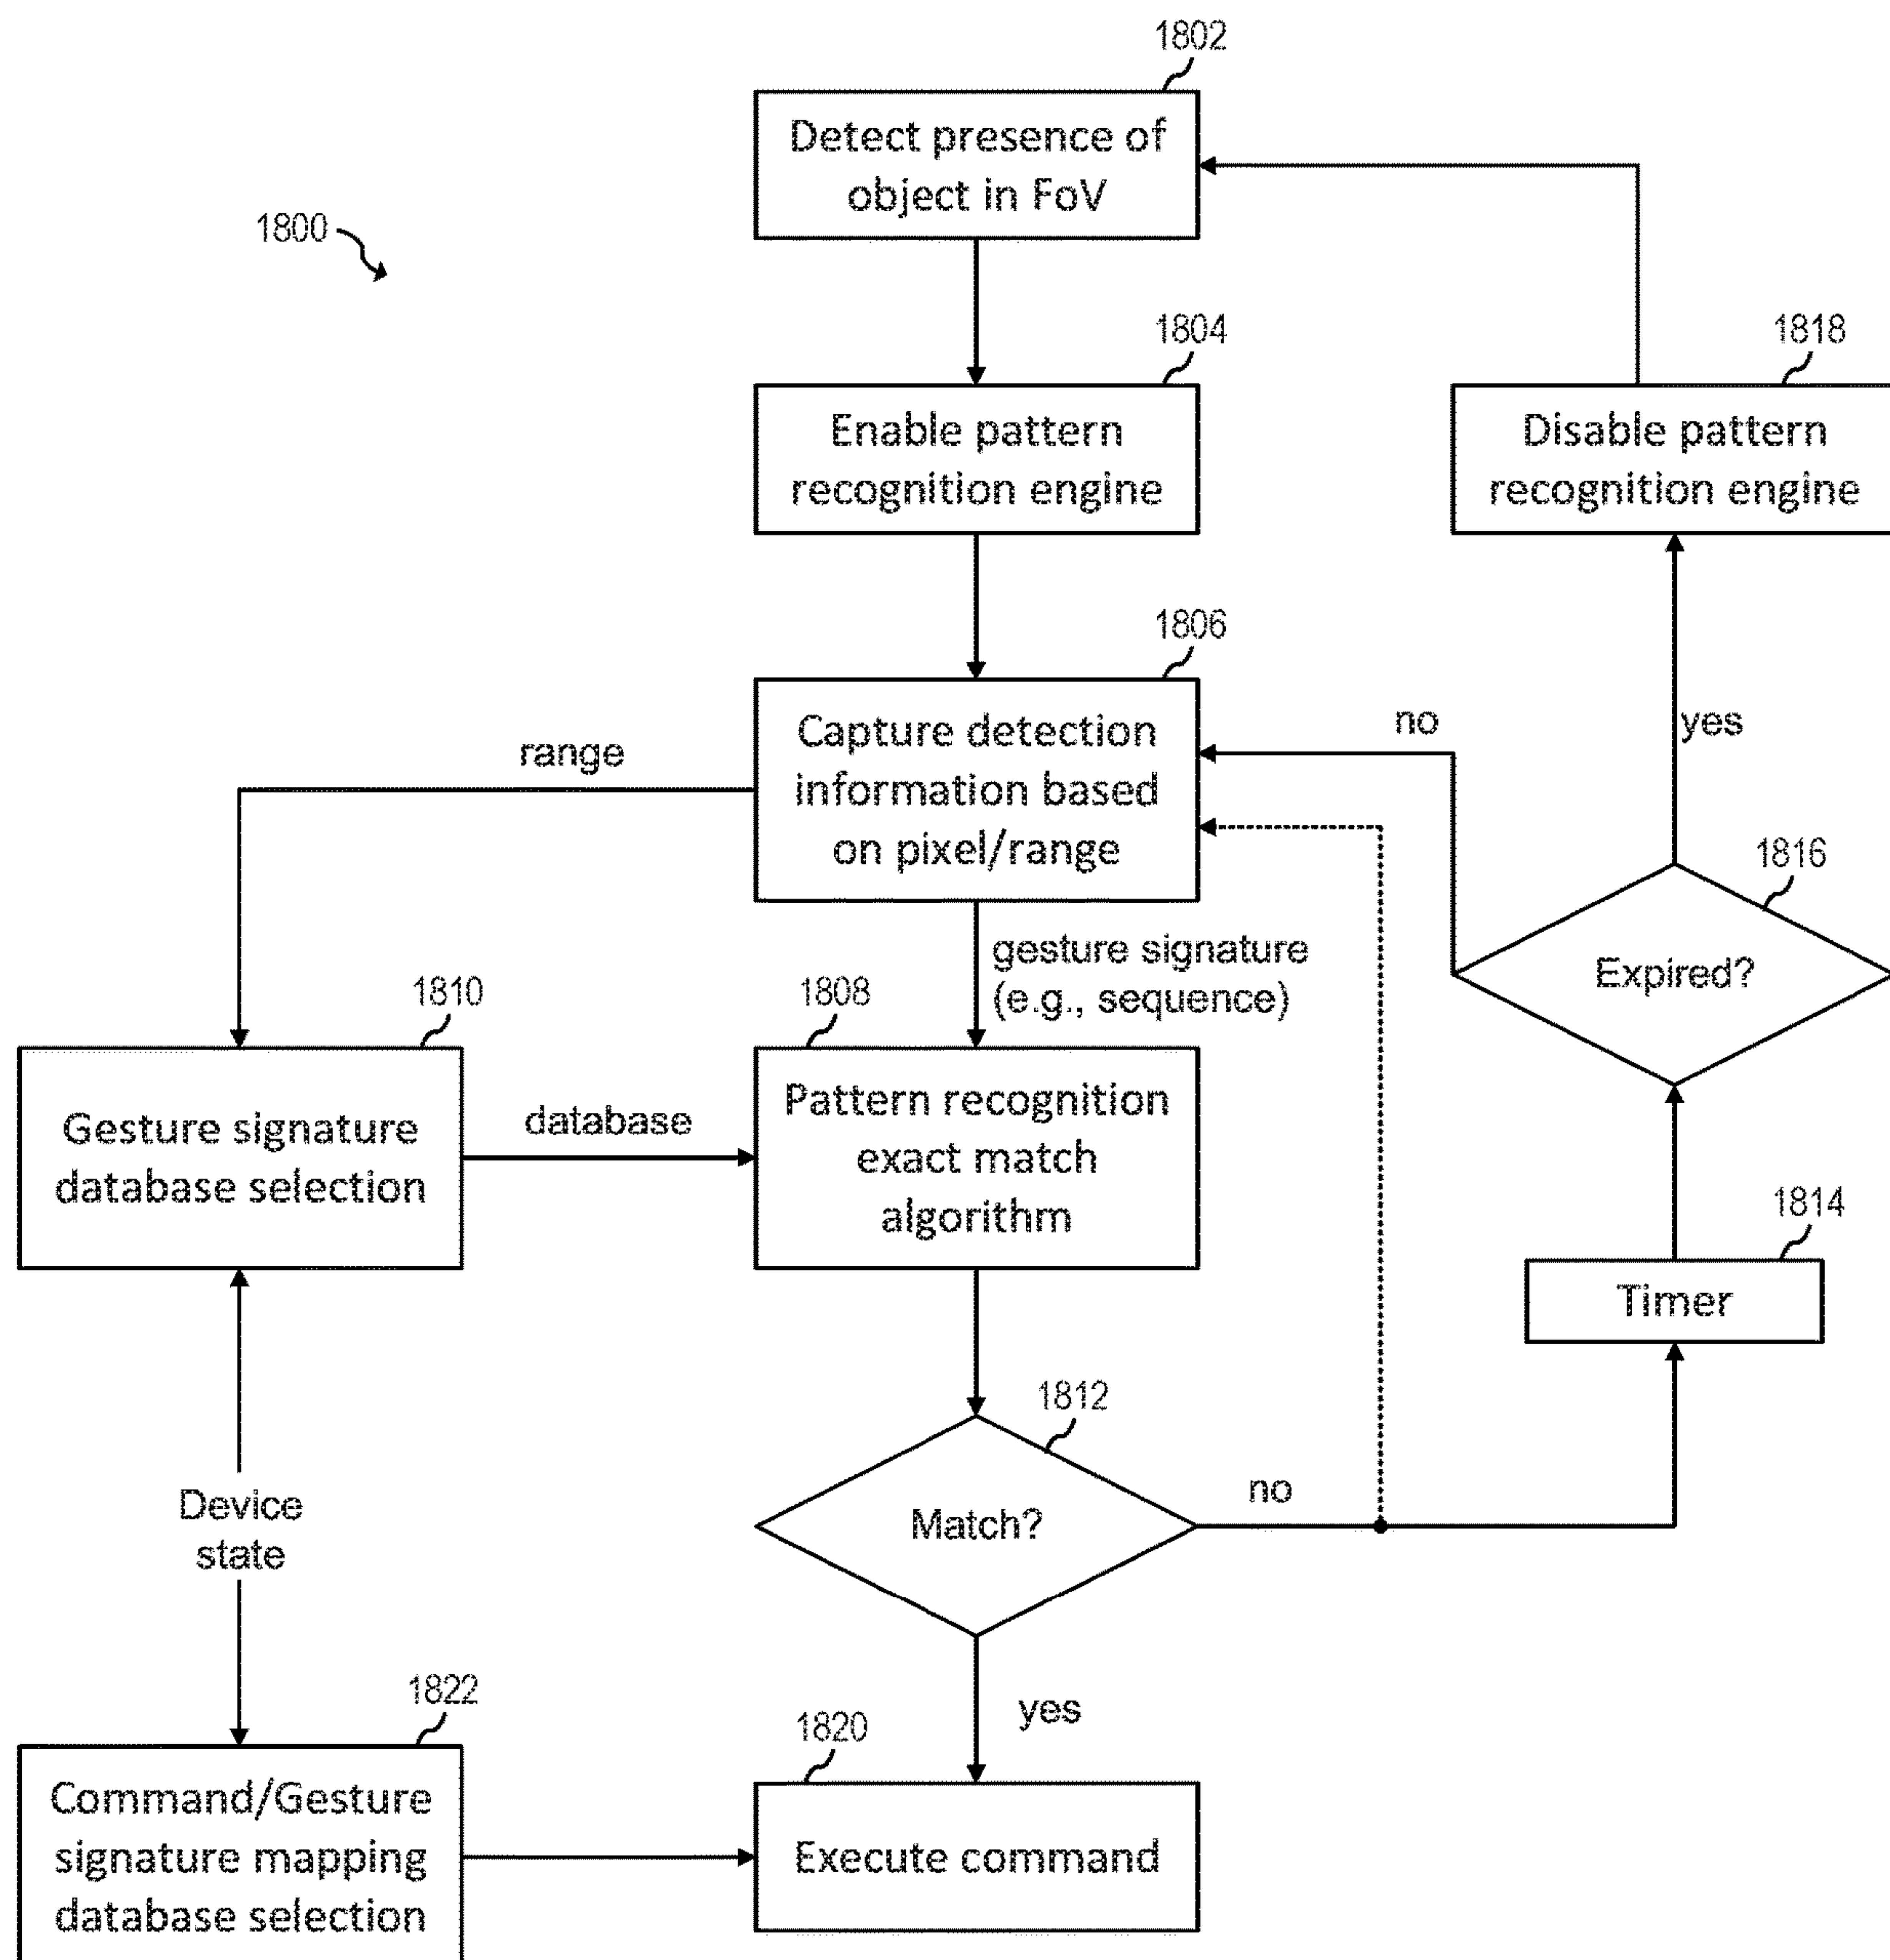 1802
Detect presence of
object in FoV
1800
1804
Enable pattern
recognition engine
1818
Disable pattern
recognition engine
1806
Capture detection
information based
on pixel/range
range
no
yes
1816
Expired?
gesture signature
(e.g., sequence)
1810
Gesture signature
database selection
database
1808
Pattern recognition
exact match
algorithm
1814
Timer
1812
Match?
no
Device
state
yes
1822
Command/Gesture
signature mapping
database selection
1820
Execute command